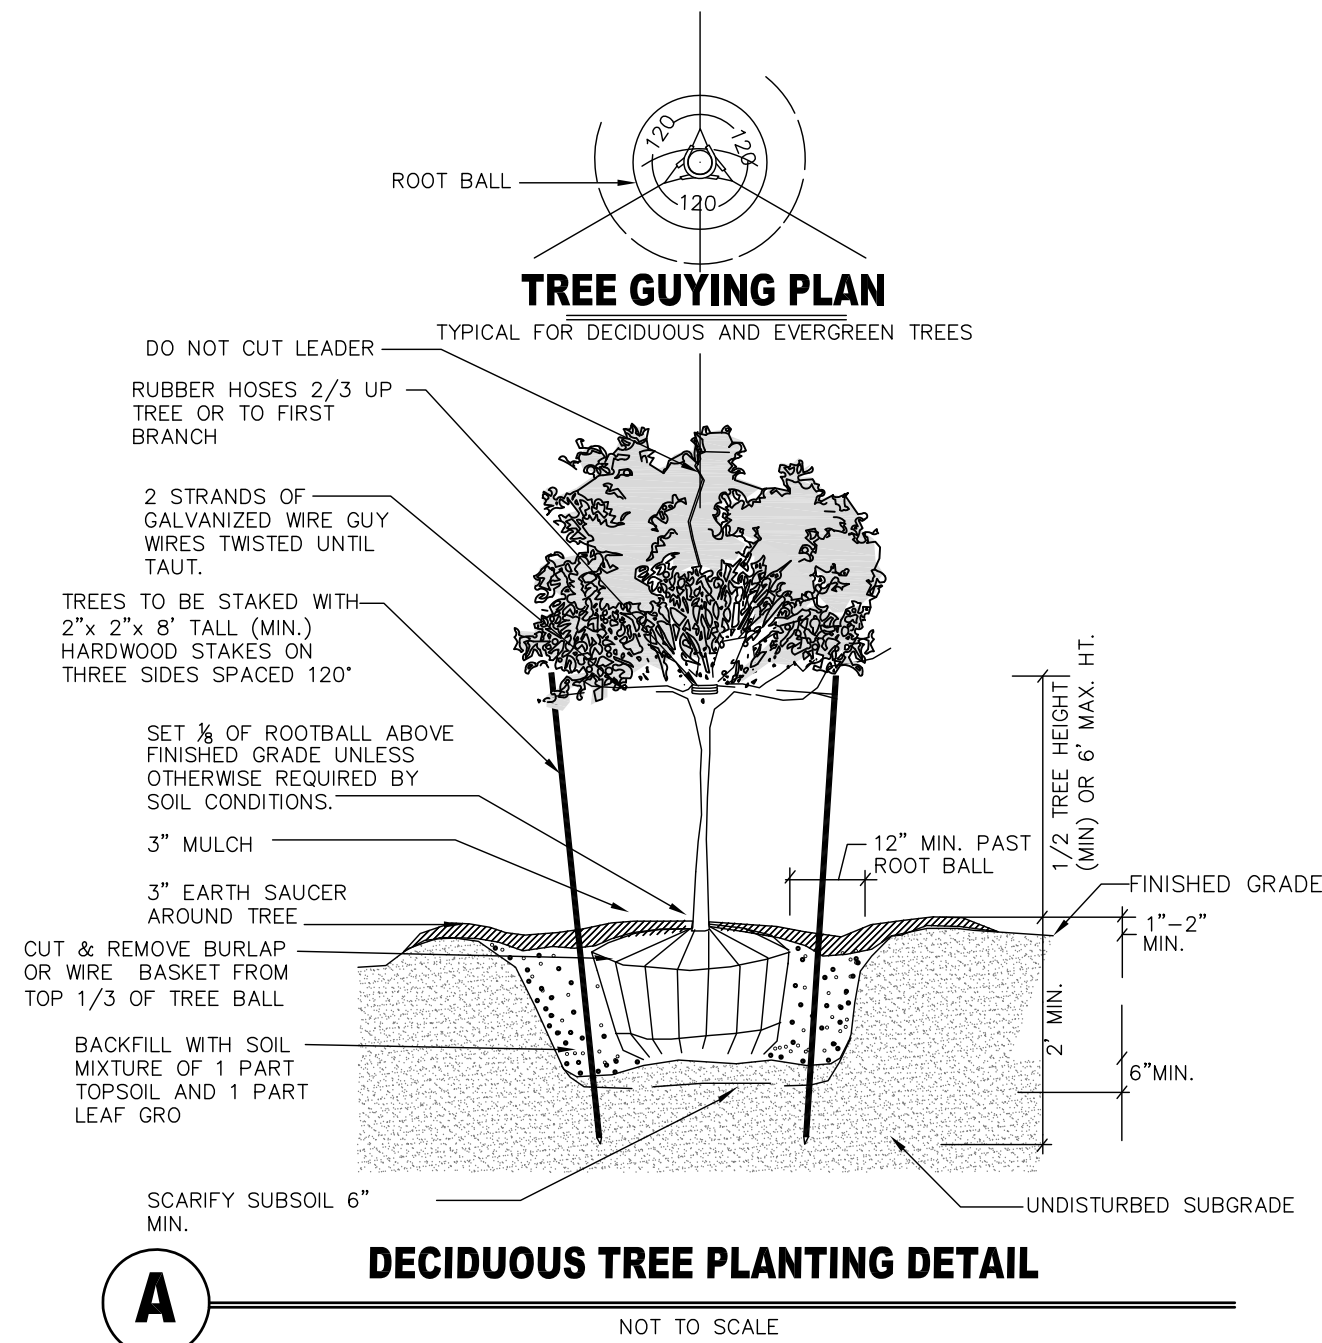 120
120
120
ROOT BALL
TREE GUYING PLAN
TYPICAL FOR DECIDUOUS AND EVERGREEN TREES
DO NOT CUT LEADER
RUBBER HOSES 2/3 UP
TREE OR TO FIRST
BRANCH
2 STRANDS OF
GALVANIZED WIRE GUY
WIRES TWISTED UNTIL
TAUT.
TREES TO BE STAKED WITH
2”x 2”x 8’ TALL (MIN.)
HARDWOOD STAKES ON
THREE SIDES SPACED 120°
SET ⅛ OF ROOTBALL ABOVE
FINISHED GRADE UNLESS
OTHERWISE REQUIRED BY
SOIL CONDITIONS.
3” MULCH
3” EARTH SAUCER
AROUND TREE
CUT & REMOVE BURLAP
OR WIRE BASKET FROM
TOP 1/3 OF TREE BALL
BACKFILL WITH SOIL
MIXTURE OF 1 PART
TOPSOIL AND 1 PART
LEAF GRO
SCARIFY SUBSOIL 6”
MIN.
12” MIN. PAST
ROOT BALL
1/2 TREE HEIGHT
(MIN) OR 6’ MAX. HT.
FINISHED GRADE
1”–2”
MIN.
2’ MIN.
6”MIN.
UNDISTURBED SUBGRADE
DECIDUOUS TREE PLANTING DETAIL
A
NOT TO SCALE